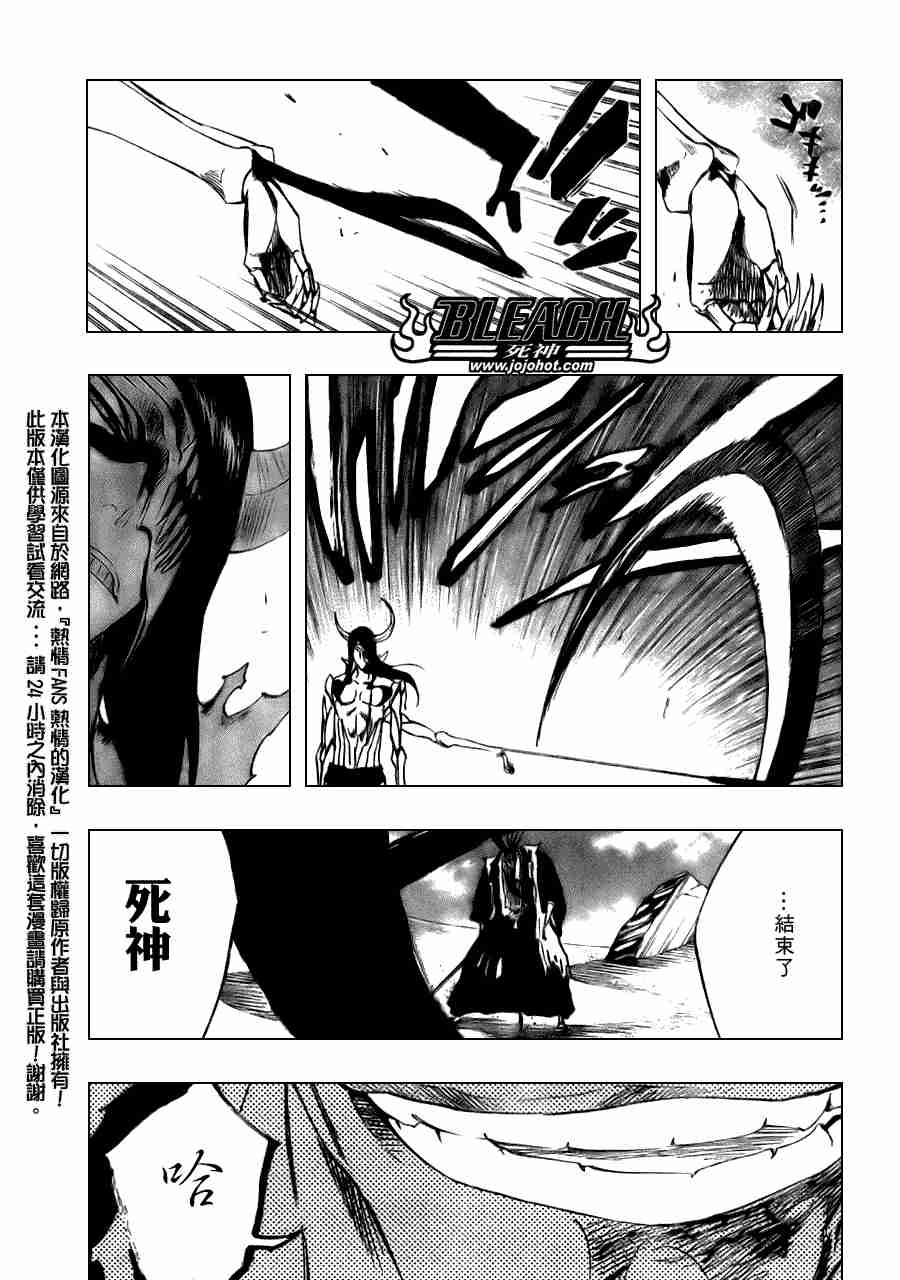 BLEACH
死神
www.jojohot.com
…結束了
死神
哈
本漢化圖源來自於網路，『熱情FANS 熱情的漢化』一切版權歸原作者與出版社擁有！
此版本僅供學習試看交流…請24小時之內消除，喜歡這套漫畫請購買正版！謝謝。